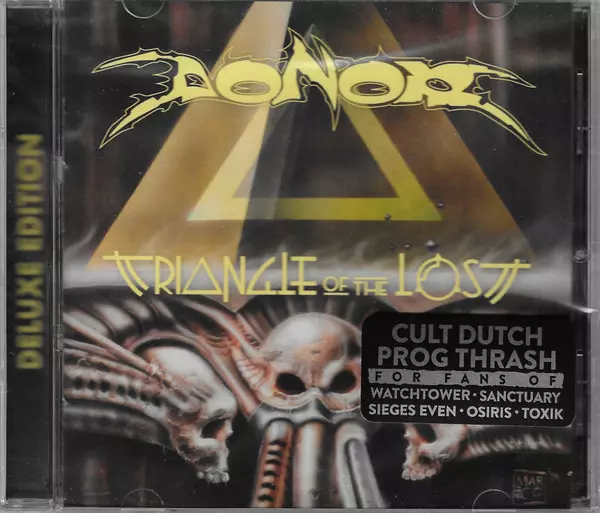 DELUXE EDITION
DONOR
TRIANGLE OF THE LOST
CULT DUTCH
PROG THRASH
FOR FANS OF
WATCHTOWER · SANCTUARY
SIEGES EVEN · OSIRIS · TOXIK